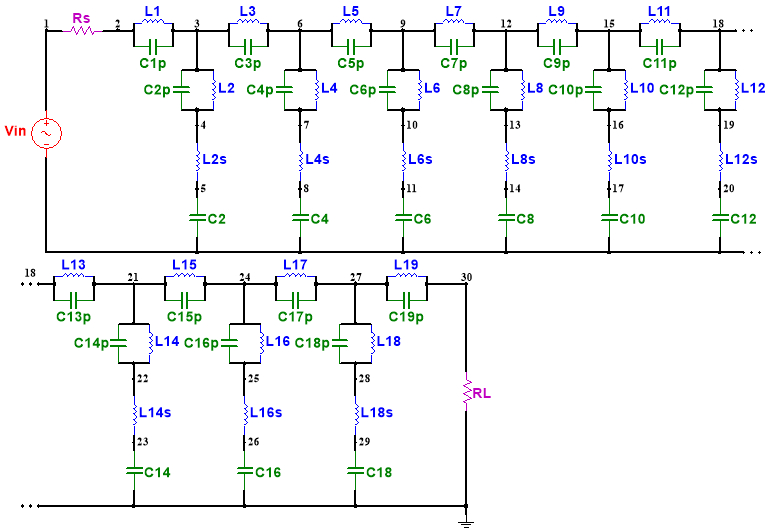 L1 L3 L5 L7 L9 L11
1 Rs 2 3 6 9 12 15 18
C1p C3p C5p C7p C9p C11p
C2p L2 C4p L4 C6p L6 C8p L8 C10p L10 C12p L12
4 7 10 13 16 19
Vin
L2s L4s L6s L8s L10s L12s
5 8 11 14 17 20
C2 C4 C6 C8 C10 C12
L13 L15 L17 L19
18 21 24 27 30
C13p C15p C17p C19p
C14p L14 C16p L16 C18p L18
22 25 28
RL
L14s L16s L18s
23 26 29
C14 C16 C18